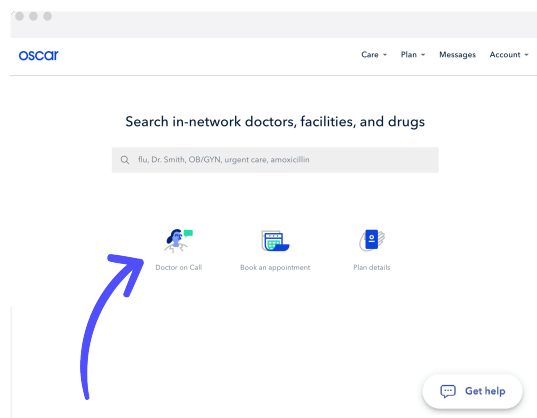 oscar
Care Plan Messages Account
Search in-network doctors, facilities, and drugs
flu, Dr. Smith, OB/GYN, urgent care, amoxicillin
Doctor on Call Book an appointment Plan details
Get help